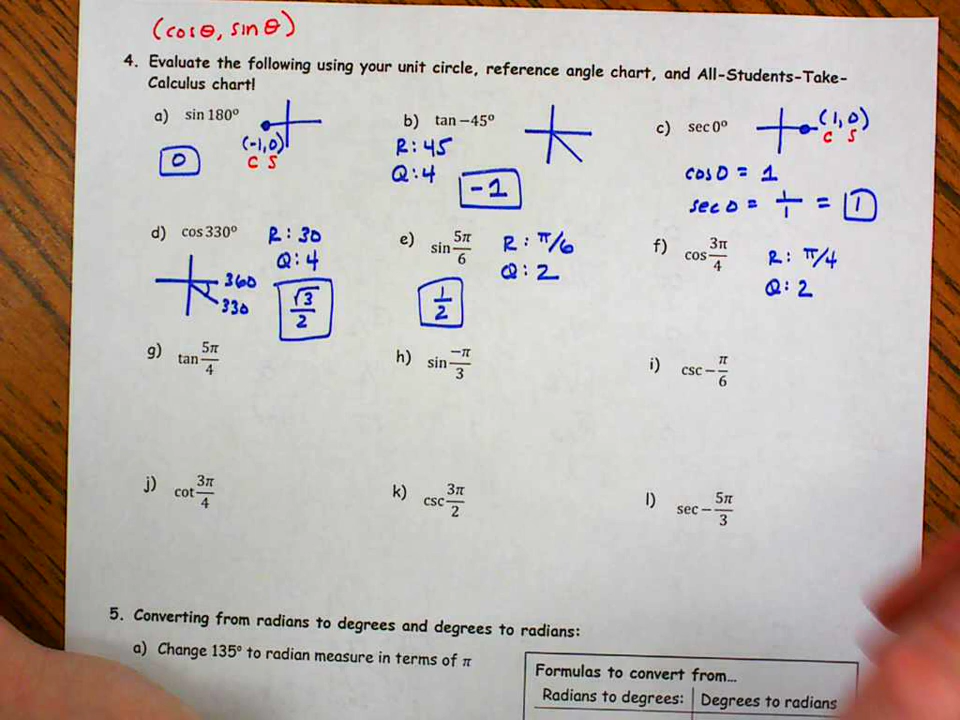 (cosθ, sinθ)
4. Evaluate the following using your unit circle, reference angle chart, and All-Students-Take-
Calculus chart!
a) sin 180°
(-1,0)
C S
0
b) tan −45°
R:45
Q:4
-1
c) sec 0°
(1,0)
C S
cos 0 = 1
sec 0 = 1/1 = 1
d) cos 330°
R:30
Q:4
360
330
√3/2
e) sin 5π/6
R: π/6
Q:2
1/2
f) cos 3π/4
R: π/4
Q:2
g) tan 5π/4
h) sin −π/3
i) csc − π/6
j) cot 3π/4
k) csc 3π/2
l) sec − 5π/3
5. Converting from radians to degrees and degrees to radians:
a) Change 135° to radian measure in terms of π
Formulas to convert from...
Radians to degrees: Degrees to radians